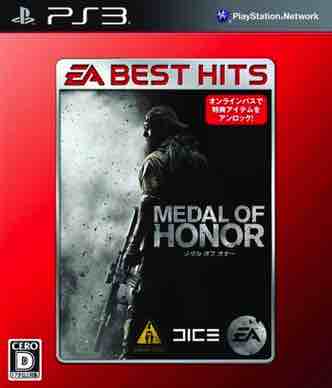 PS3
PlayStation®Network
EA BEST HITS
オンラインパスで
特典アイテムを
アンロック!
MEDAL OF
HONOR
メダル オブ オナー
DICE
EA
CERO
D